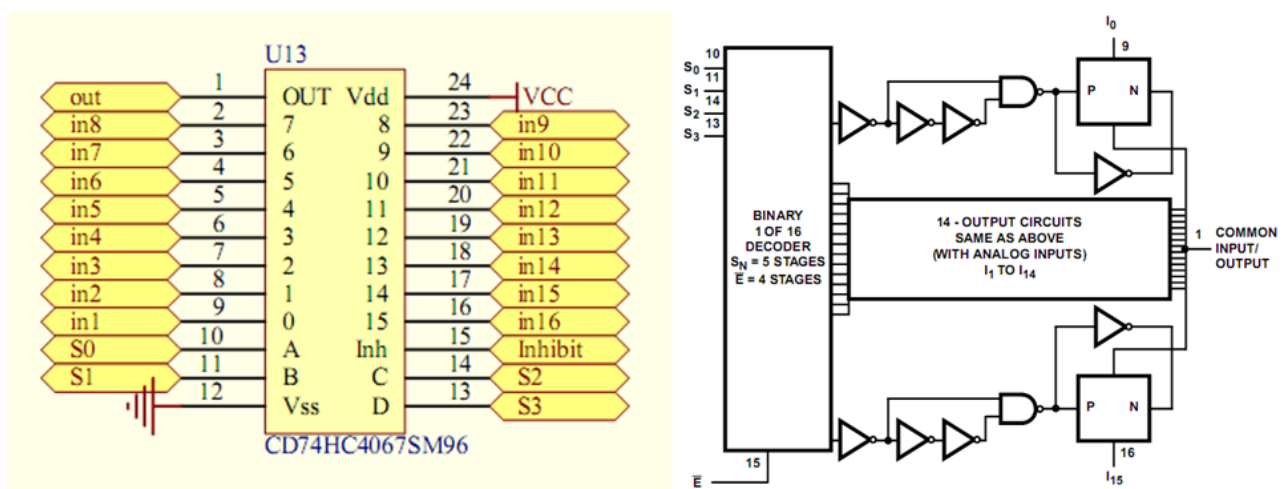 U13
out 1 OUT Vdd 24 VCC
in8 2 7 8 23 in9
in7 3 6 9 22 in10
in6 4 5 10 21 in11
in5 5 4 11 20 in12
in4 6 3 12 19 in13
in3 7 2 13 18 in14
in2 8 1 14 17 in15
in1 9 0 15 16 in16
S0 10 A Inh 15 Inhibit
S1 11 B C 14 S2
12 Vss D 13 S3
CD74HC4067SM96
I0
9
10
S0
11
S1
14
S2
13
S3
P N
BINARY
1 OF 16
DECODER
SN = 5 STAGES
E̅ = 4 STAGES
14 - OUTPUT CIRCUITS
SAME AS ABOVE
(WITH ANALOG INPUTS)
I1 TO I14
1 COMMON
INPUT/
OUTPUT
P N
15
E̅
16
I15